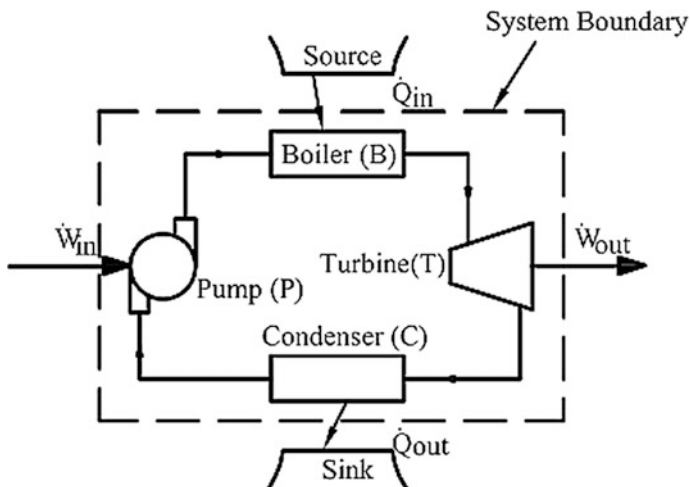 System Boundary
Source
Q̇in
Boiler (B)
Ẇin
Ẇout
Turbine(T)
Pump (P)
Condenser (C)
Q̇out
Sink